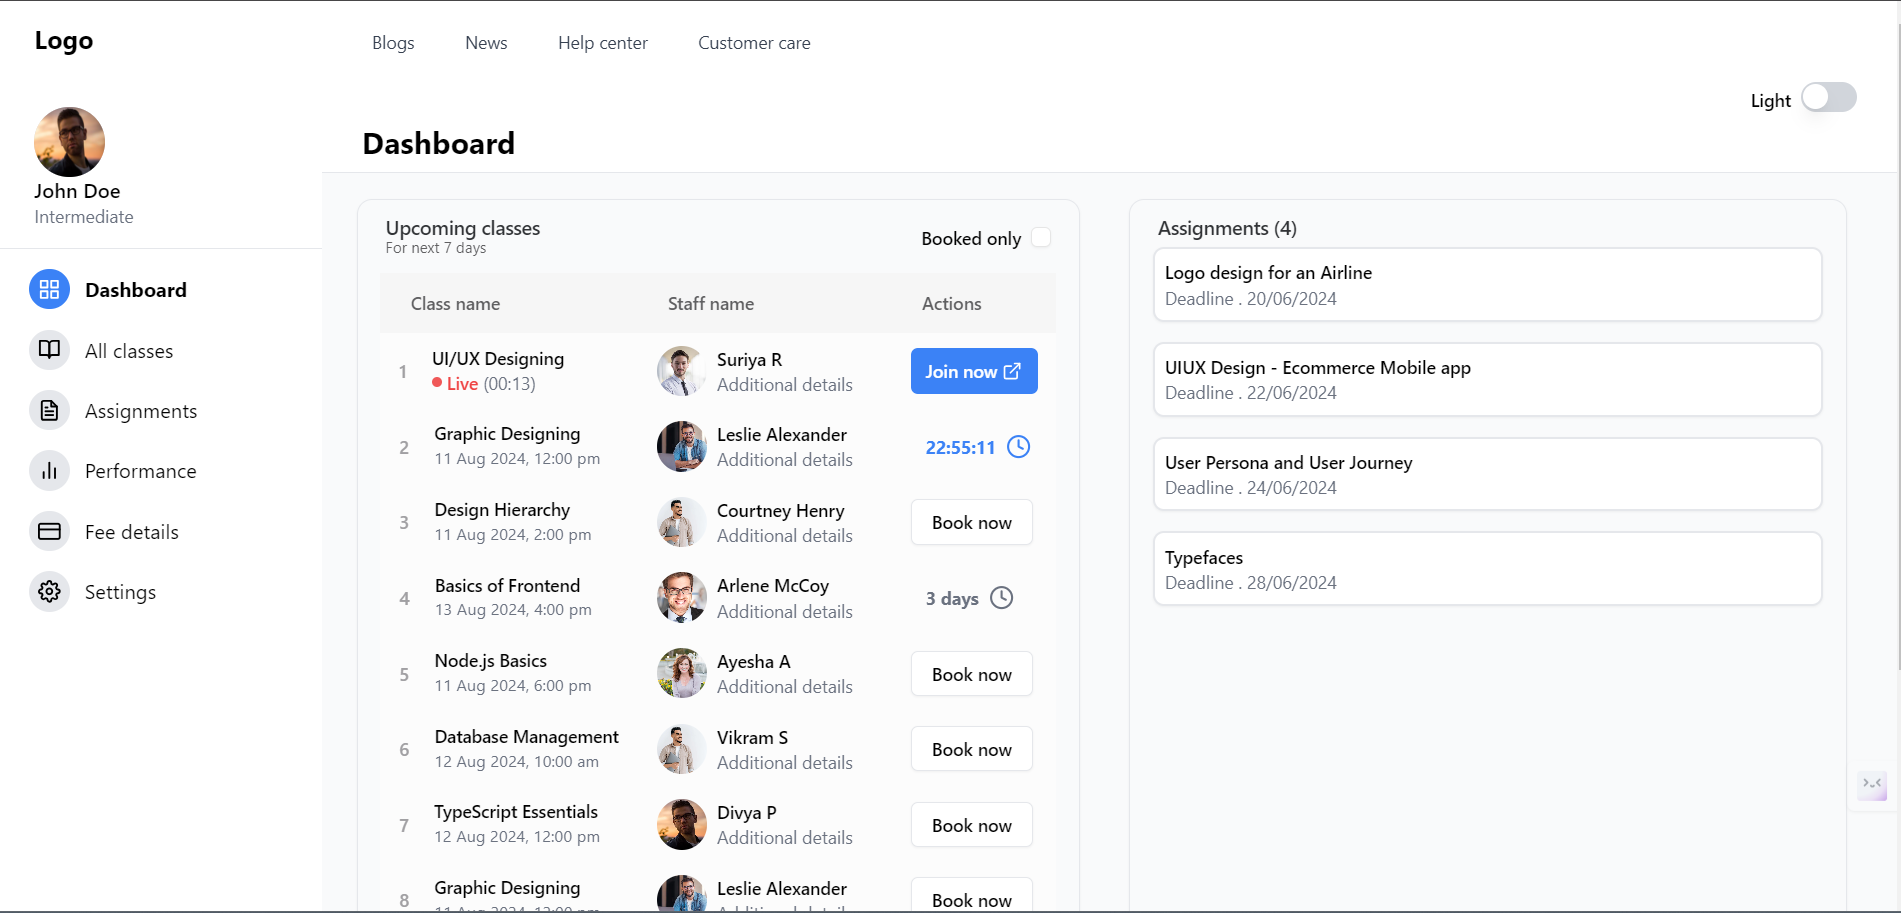 Logo
Blogs News Help center Customer care
Light
John Doe
Intermediate
Dashboard
All classes
Assignments
Performance
Fee details
Settings
Dashboard
Upcoming classes
For next 7 days
Booked only
Class name Staff name Actions
1 UI/UX Designing Suriya R Join now
Live (00:13) Additional details
2 Graphic Designing Leslie Alexander 22:55:11
11 Aug 2024, 12:00 pm Additional details
3 Design Hierarchy Courtney Henry Book now
11 Aug 2024, 2:00 pm Additional details
4 Basics of Frontend Arlene McCoy 3 days
13 Aug 2024, 4:00 pm Additional details
5 Node.js Basics Ayesha A Book now
11 Aug 2024, 6:00 pm Additional details
6 Database Management Vikram S Book now
12 Aug 2024, 10:00 am Additional details
7 TypeScript Essentials Divya P Book now
12 Aug 2024, 12:00 pm Additional details
8 Graphic Designing Leslie Alexander Book now
Assignments (4)
Logo design for an Airline
Deadline . 20/06/2024
UIUX Design - Ecommerce Mobile app
Deadline . 22/06/2024
User Persona and User Journey
Deadline . 24/06/2024
Typefaces
Deadline . 28/06/2024